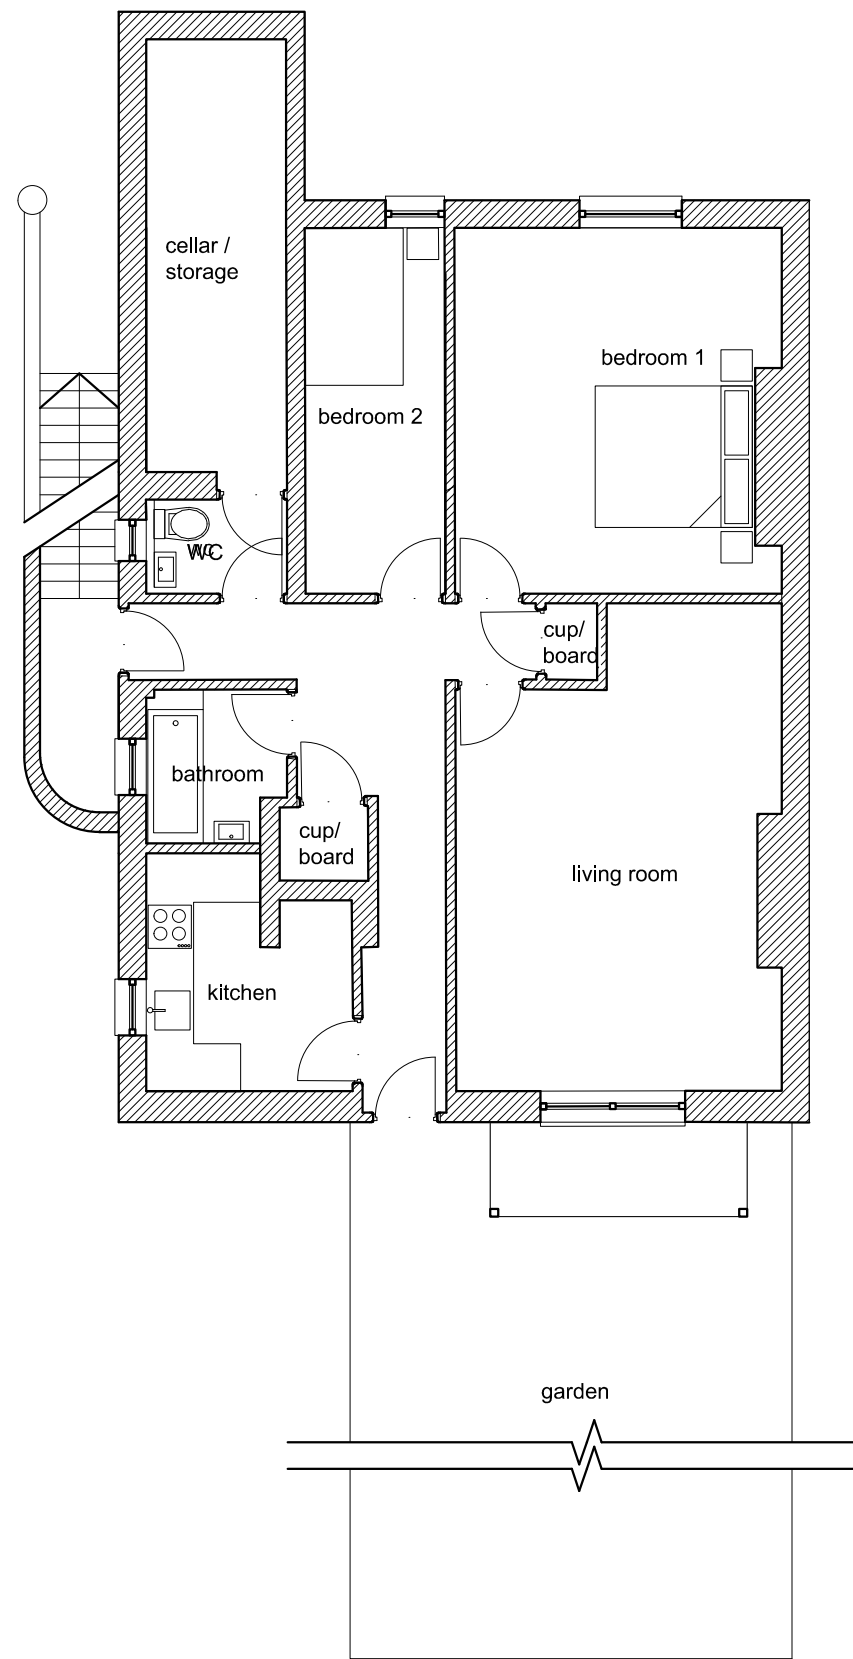 cellar /
storage
bedroom 1
bedroom 2
WC
cup/
board
bathroom
cup/
board
living room
kitchen
garden